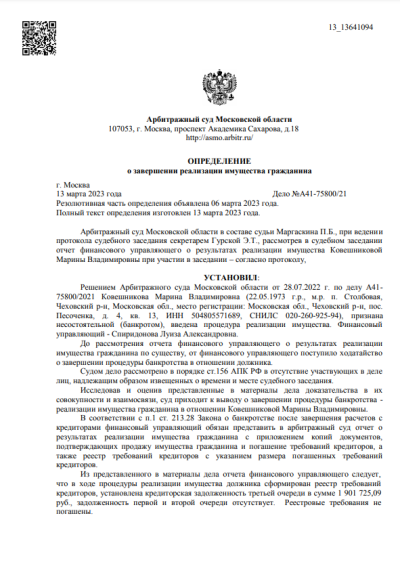 13_13641094
Арбитражный суд Московской области
107053, г. Москва, проспект Академика Сахарова, д.18
http://asmo.arbitr.ru/
ОПРЕДЕЛЕНИЕ
о завершении реализации имущества гражданина
г. Москва
13 марта 2023 года Дело №А41-75800/21
Резолютивная часть определения объявлена 06 марта 2023 года.
Полный текст определения изготовлен 13 марта 2023 года.
Арбитражный суд Московской области в составе судьи Маргаскина П.Б., при ведении
протокола судебного заседания секретарем Гурской Э.Т., рассмотрев в судебном заседании
отчет финансового управляющего о результатах реализации имущества Ковешниковой
Марины Владимировны при участии в заседании – согласно протоколу,
УСТАНОВИЛ:
Решением Арбитражного суда Московской области от 28.07.2022 г. по делу А41-
75800/2021 Ковешникова Марина Владимировна (22.05.1973 г.р., м.р. п. Столбовая,
Чеховский р-н, Московская обл., место регистрации: Московская обл., Чеховский р-н, пос.
Песоченка, д. 4, кв. 13, ИНН 504805571689, СНИЛС 020-260-925-94), признана
несостоятельной (банкротом), введена процедура реализации имущества. Финансовый
управляющий - Спиридонова Луиза Александровна.
До рассмотрения отчета финансового управляющего о результатах реализации
имущества гражданина по существу, от финансового управляющего поступило ходатайство
о завершении процедуры банкротства в отношении должника.
Судом дело рассмотрено в порядке ст.156 АПК РФ в отсутствие участвующих в деле
лиц, надлежащим образом извещенных о времени и месте судебного заседания.
Исследовав и оценив представленные в материалы дела доказательства в их
совокупности и взаимосвязи, суд приходит к выводу о завершении процедуры банкротства -
реализации имущества гражданина в отношении Ковешниковой Марины Владимировны.
В соответствии с п.1 ст. 213.28 Закона о банкротстве после завершения расчетов с
кредиторами финансовый управляющий обязан представить в арбитражный суд отчет о
результатах реализации имущества гражданина с приложением копий документов,
подтверждающих продажу имущества гражданина и погашение требований кредиторов, а
также реестр требований кредиторов с указанием размера погашенных требований
кредиторов.
Из представленного в материалы дела отчета финансового управляющего следует,
что в ходе процедуры реализации имущества должника сформирован реестр требований
кредиторов, установлена кредиторская задолженность третьей очереди в сумме 1 901 725,09
руб., задолженность первой и второй очереди отсутствует. Реестровые требования не
погашены.